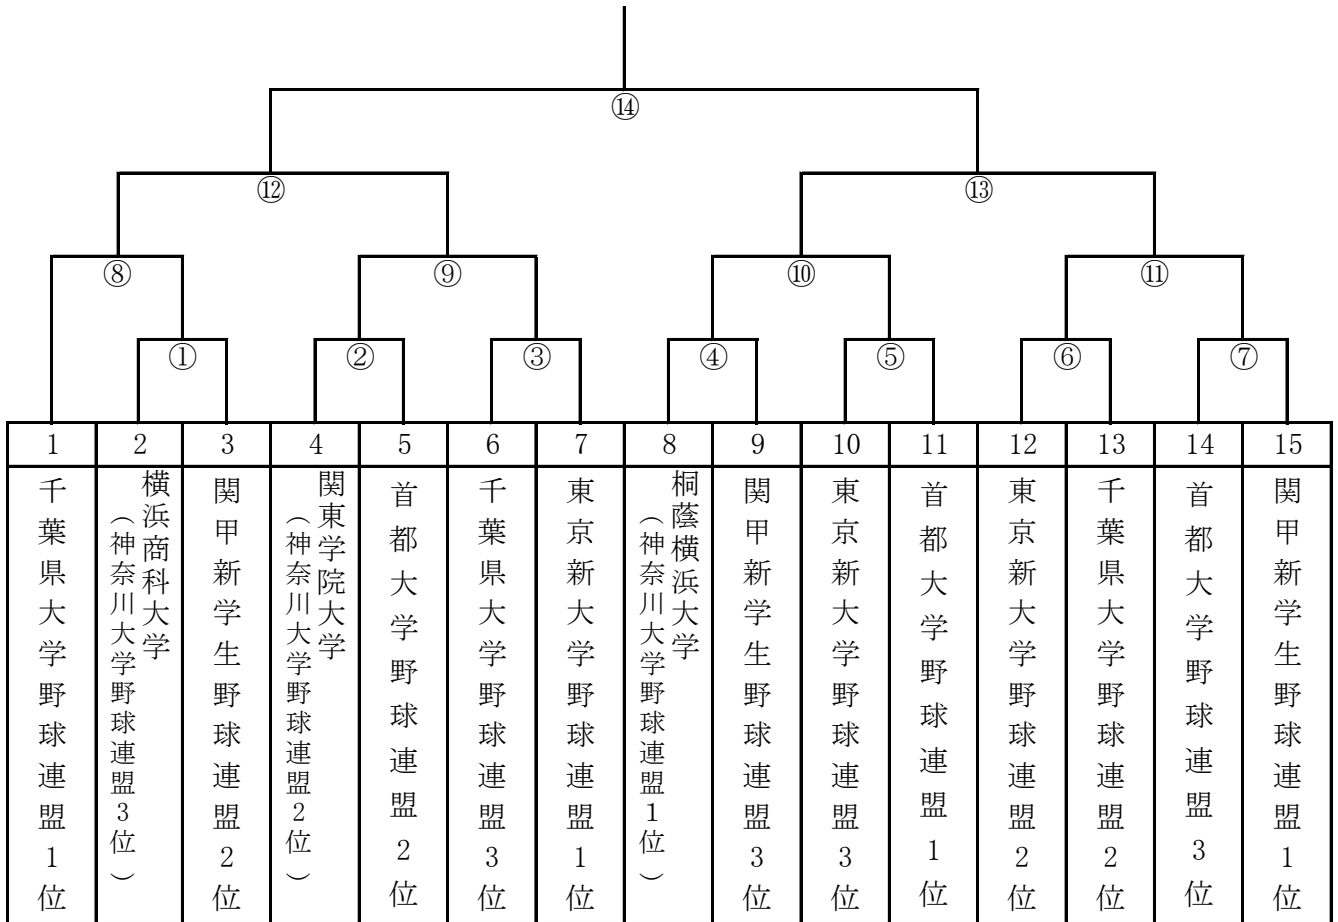 ⑭
⑫
⑬
⑧
⑨
⑩
⑪
①
②
③
④
⑤
⑥
⑦
1
2
3
4
5
6
7
8
9
10
11
12
13
14
15
千葉県大学野球連盟1位
横浜商科大学
（神奈川大学野球連盟3位）
関甲新学生野球連盟2位
関東学院大学
（神奈川大学野球連盟2位）
首都大学野球連盟2位
千葉県大学野球連盟3位
東京新大学野球連盟1位
桐蔭横浜大学
（神奈川大学野球連盟1位）
関甲新学生野球連盟3位
東京新大学野球連盟3位
首都大学野球連盟1位
東京新大学野球連盟2位
千葉県大学野球連盟2位
首都大学野球連盟3位
関甲新学生野球連盟1位